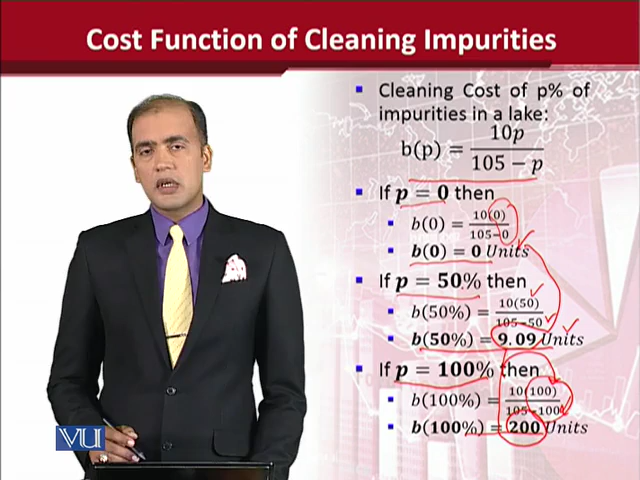 Cost Function of Cleaning Impurities
▪ Cleaning Cost of p% of
impurities in a lake:
b(p) = 10p / (105 − p)
▪ If p = 0 then
▪ b(0) = 10(0) / (105−0)
▪ b(0) = 0 Units
▪ If p = 50% then
▪ b(50%) = 10(50) / (105−50)
▪ b(50%) = 9.09 Units
▪ If p = 100% then
▪ b(100%) = 10(100) / (105−100)
▪ b(100%) = 200 Units
VU